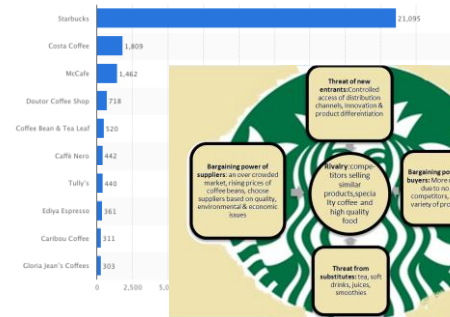 Starbucks
21,095
Costa Coffee
1,809
McCafe
1,462
Doutor Coffee Shop
718
Coffee Bean & Tea Leaf
520
Caffè Nero
442
Tully's
440
Ediya Espresso
361
Caribou Coffee
311
Gloria Jean's Coffees
303
0 2,500
Threat of new
entrants:Controlled
access of distribution
channels, innovation &
product differentiation
Bargaining power of
suppliers: an over crowded
market, rising prices of
coffee beans, choose
suppliers based on quality,
environmental & economic
issues
Rivalry:compe-
titors selling
similar
products,specia
lty coffee and
high quality
food
Bargaining
buyers: More
due to no
competitors,
variety of
Threat from
substitutes: tea, soft
drinks, juices,
smoothies